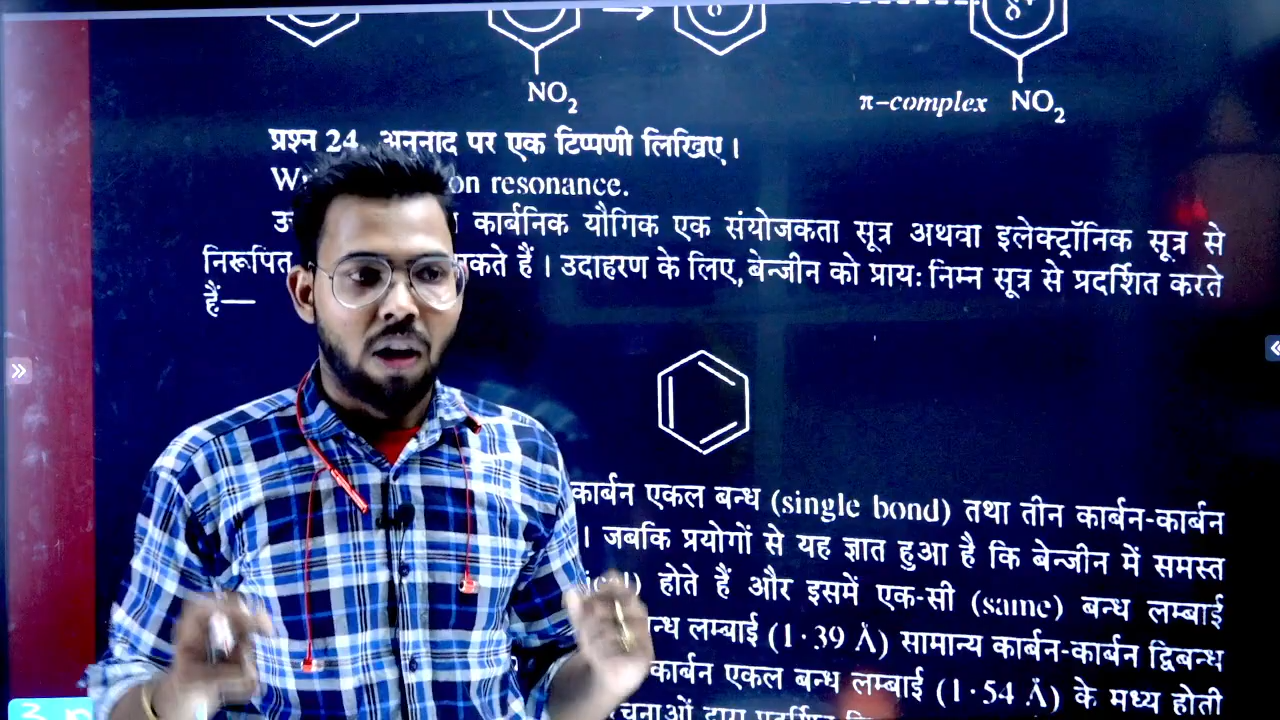 NO2
π-complex NO2
प्रश्न 24. अनुनाद पर एक टिप्पणी लिखिए।
on resonance.
कार्बनिक यौगिक एक संयोजकता सूत्र अथवा इलेक्ट्रॉनिक सूत्र से
निरूपित सकते हैं। उदाहरण के लिए, बेन्जीन को प्रायः निम्न सूत्र से प्रदर्शित करते
हैं—
कार्बन एकल बन्ध (single bond) तथा तीन कार्बन-कार्बन
। जबकि प्रयोगों से यह ज्ञात हुआ है कि बेन्जीन में समस्त
होते हैं और इसमें एक-सी (same) बन्ध लम्बाई
लम्बाई (1·39 Å) सामान्य कार्बन-कार्बन द्विबन्ध
कार्बन एकल बन्ध लम्बाई (1·54 Å) के मध्य होती